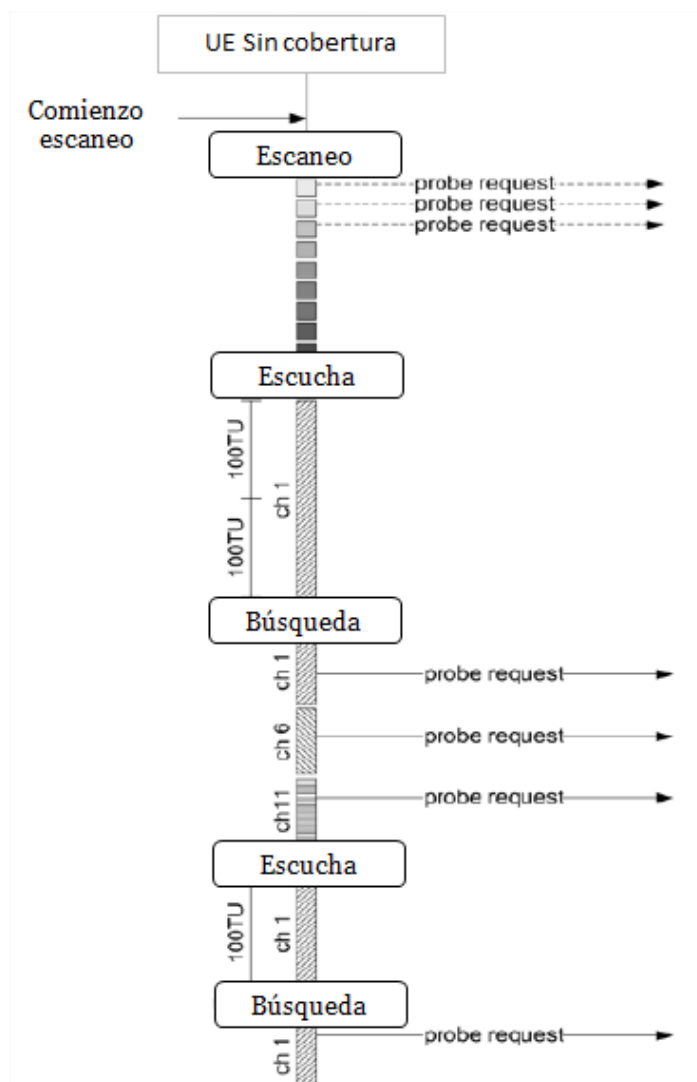 UE Sin cobertura
Comienzo
escaneo
Escaneo
probe request
probe request
probe request
Escucha
100TU
ch 1
100TU
Búsqueda
ch 1
probe request
ch 6
probe request
ch11
probe request
Escucha
100TU
ch 1
Búsqueda
probe request
ch 1